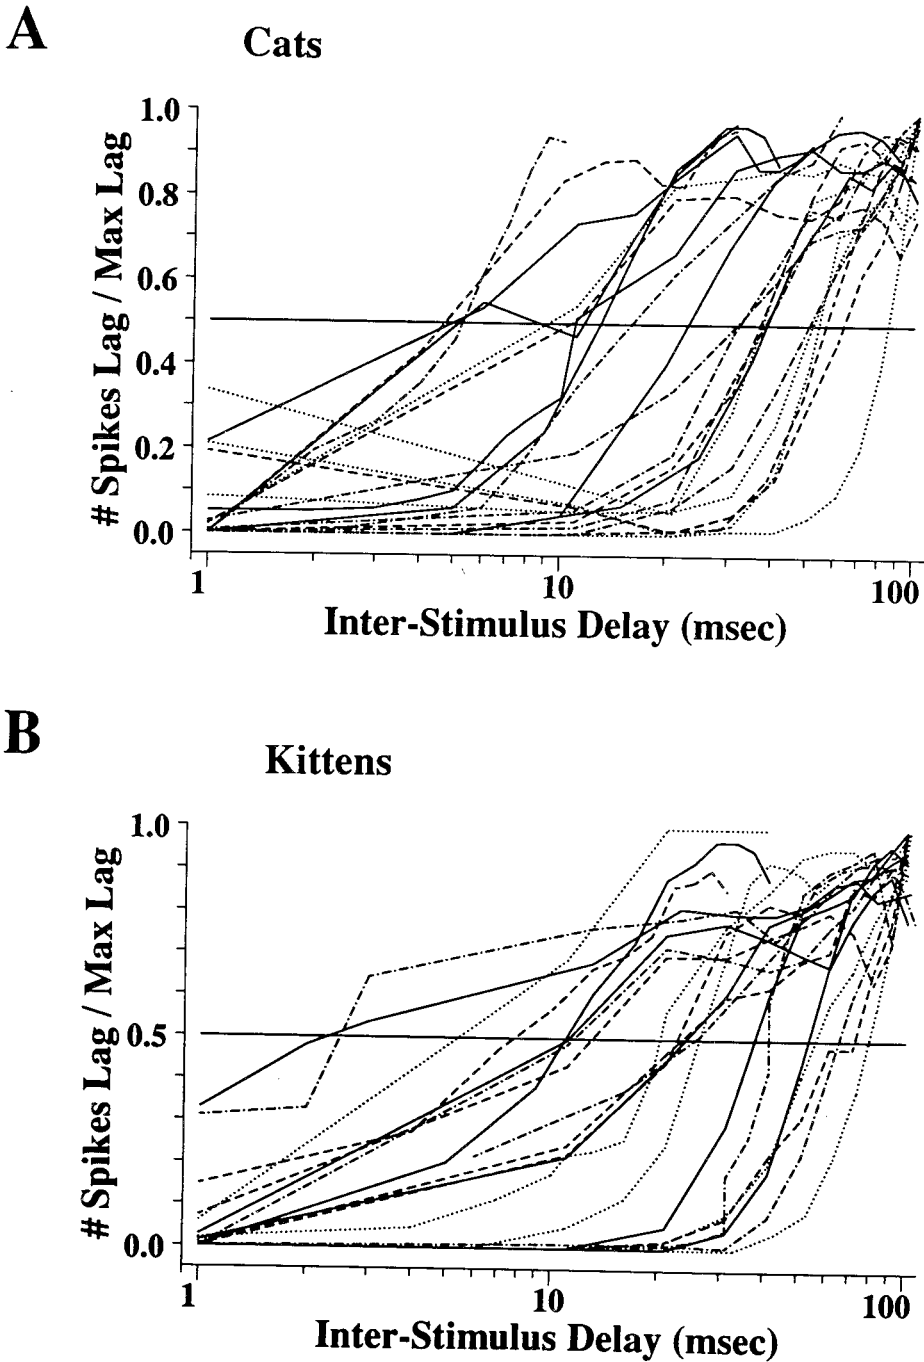 A
Cats
1.0
0.8
0.6
0.4
0.2
0.0
# Spikes Lag / Max Lag
1
10
100
Inter-Stimulus Delay (msec)
B
Kittens
1.0
0.5
0.0
# Spikes Lag / Max Lag
1
10
100
Inter-Stimulus Delay (msec)